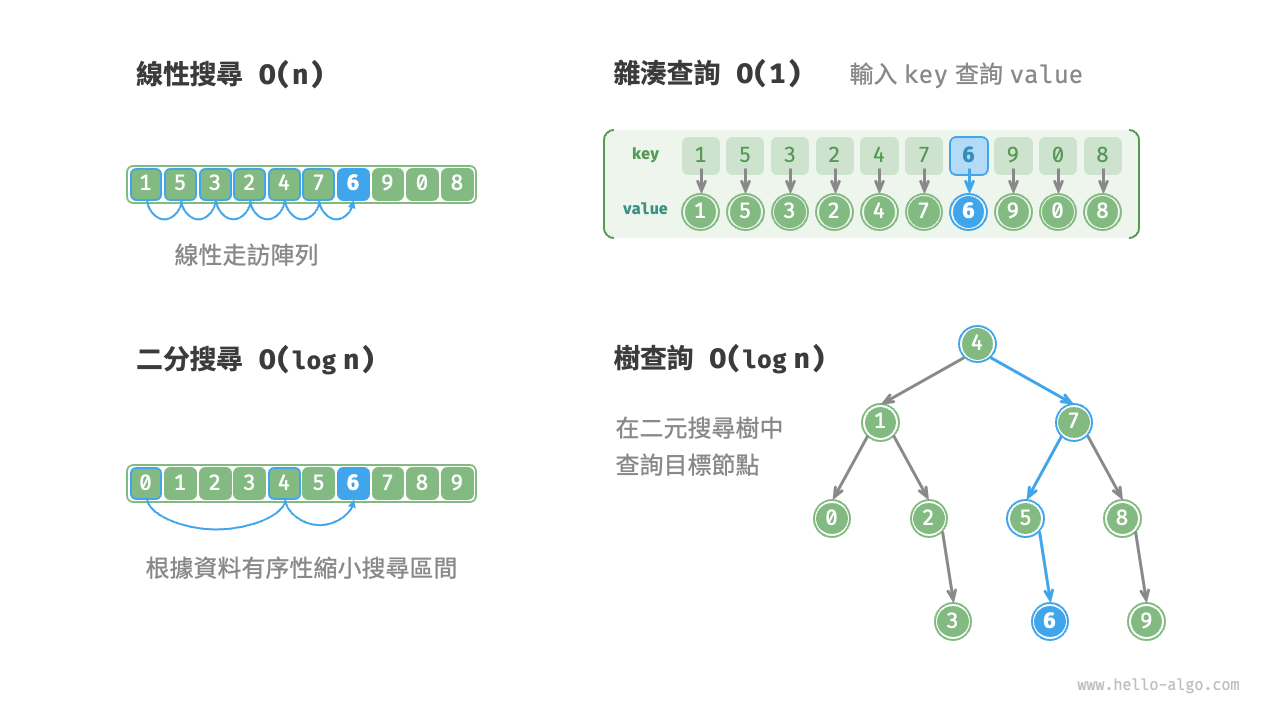 線性搜尋 O(n)
1 5 3 2 4 7 6 9 0 8
線性走訪陣列
雜湊查詢 O(1) 輸入 key 查詢 value
key 1 5 3 2 4 7 6 9 0 8
value 1 5 3 2 4 7 6 9 0 8
二分搜尋 O(log n)
0 1 2 3 4 5 6 7 8 9
根據資料有序性縮小搜尋區間
樹查詢 O(log n)
在二元搜尋樹中
查詢目標節點
4
1 7
0 2 5 8
3 6 9
www.hello-algo.com